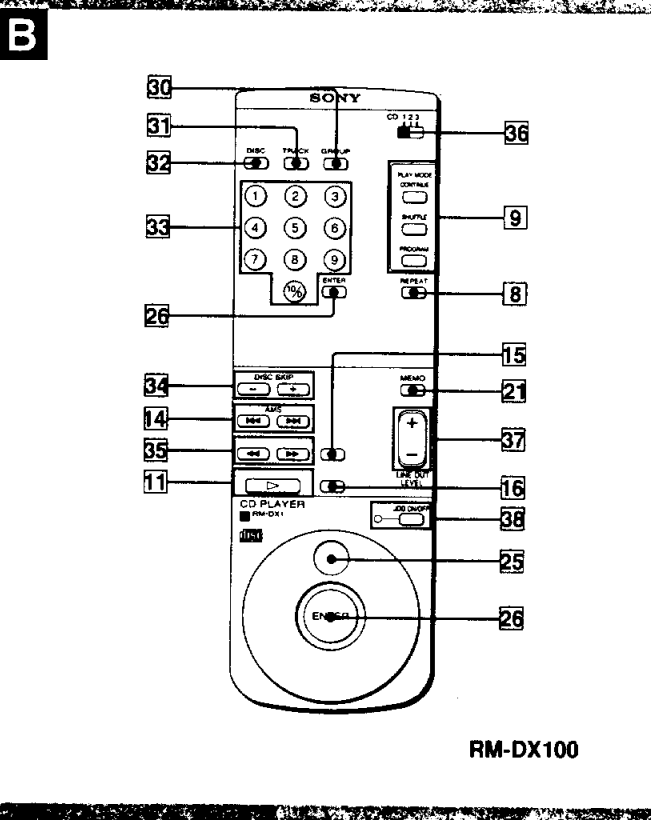 B
30
SONY
31
CD 1 2 3
36
DISC TRACK GROUP
32
PLAY MODE
CONTINUE
1 2 3
33
4 5 6
SHUFFLE
9
7 8 9
PROGRAM
10/0
ENTER
REPEAT
8
26
15
34
DISC SKIP
- +
MEMO
21
14
AMS
+
-
37
35
LINE OUT
LEVEL
11
16
CD PLAYER
RM-DX1
JOG ON/OFF
38
disc
25
ENTER
26
RM-DX100